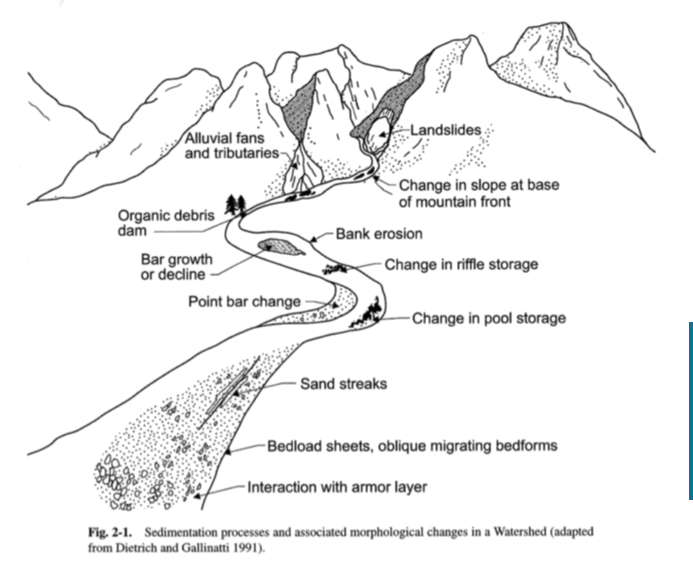 Alluvial fans
and tributaries
Landslides
Change in slope at base
of mountain front
Organic debris
dam
Bank erosion
Bar growth
or decline
Change in riffle storage
Point bar change
Change in pool storage
Sand streaks
Bedload sheets, oblique migrating bedforms
Interaction with armor layer
Fig. 2-1. Sedimentation processes and associated morphological changes in a Watershed (adapted
from Dietrich and Gallinatti 1991).